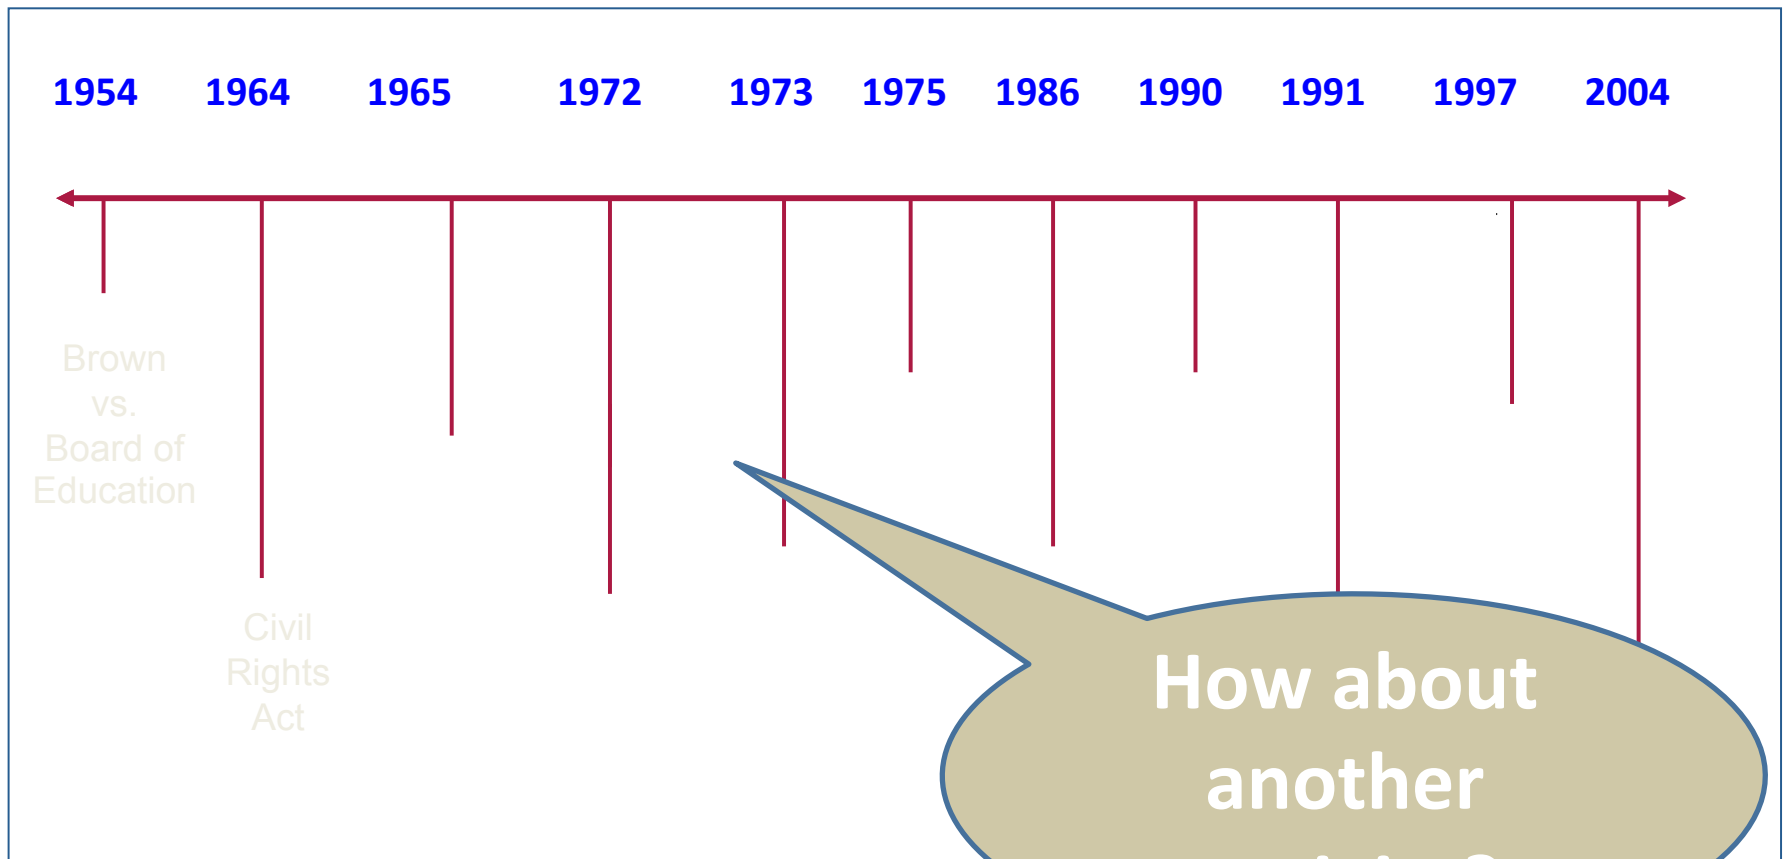 1954 1964 1965 1972 1973 1975 1986 1990 1991 1997 2004
Brown
vs.
Board of
Education
Civil
Rights
Act
How about
another